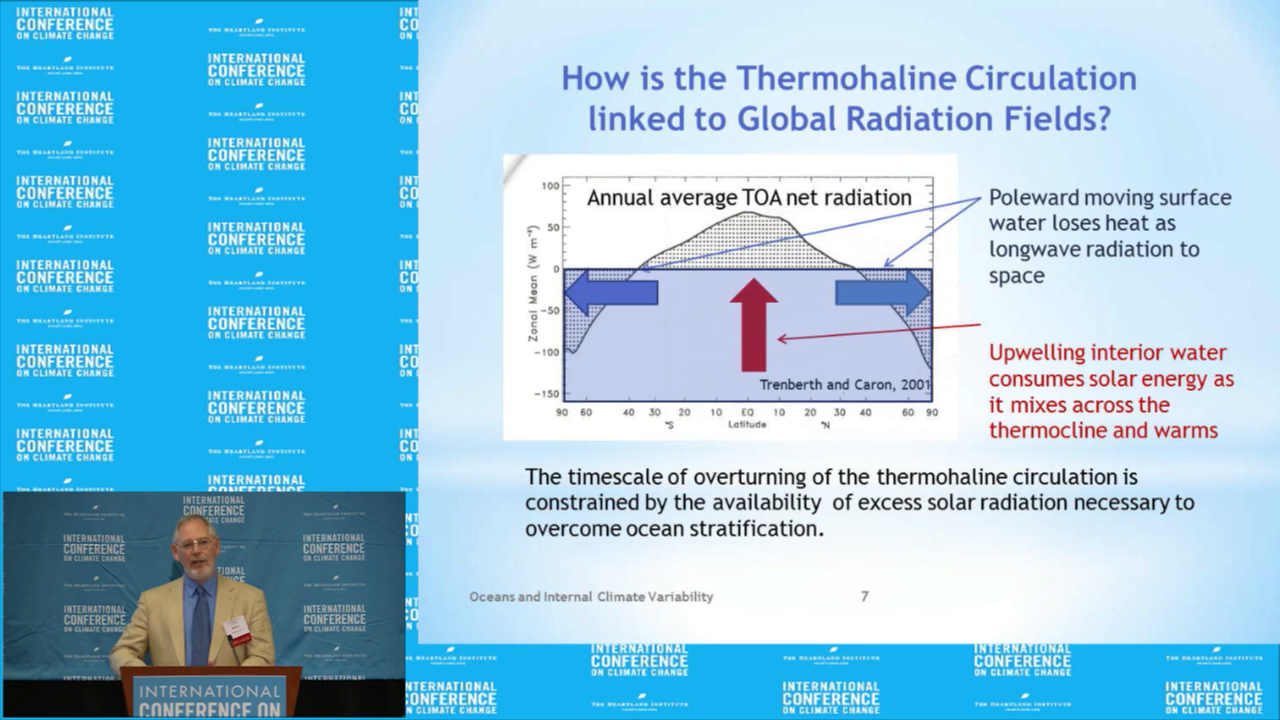 How is the Thermohaline Circulation
linked to Global Radiation Fields?
Annual average TOA net radiation
100
50
0
-50
-100
-150
Zonal Mean (W m⁻²)
90 60 40 30 20 10 EQ 10 20 30 40 60 90
°S Latitude °N
Trenberth and Caron, 2001
Poleward moving surface
water loses heat as
longwave radiation to
space
Upwelling interior water
consumes solar energy as
it mixes across the
thermocline and warms
The timescale of overturning of the thermohaline circulation is
constrained by the availability of excess solar radiation necessary to
overcome ocean stratification.
Oceans and Internal Climate Variability
7
INTERNATIONAL
CONFERENCE
ON CLIMATE CHANGE
THE HEARTLAND INSTITUTE
INTERNATIONAL
CONFERENCE ON